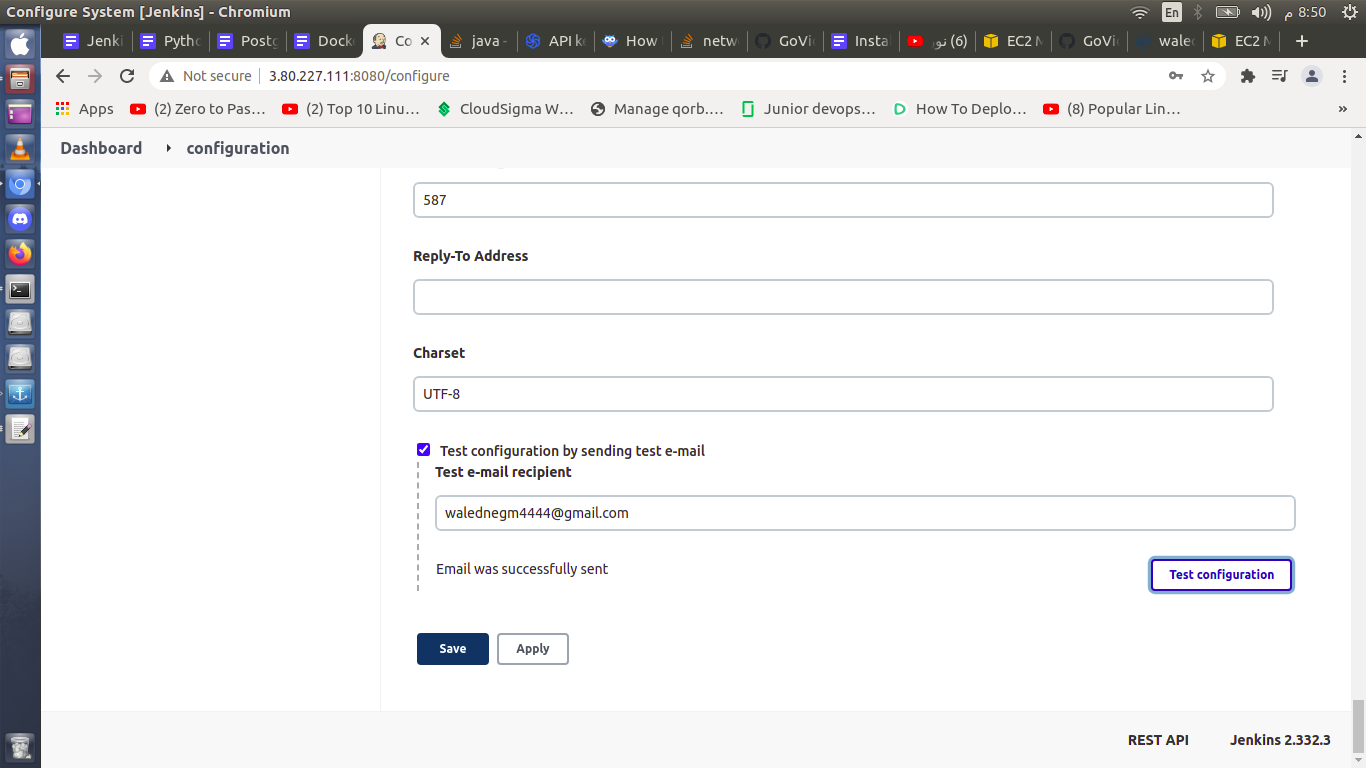 Configure System [Jenkins] - Chromium
En
8:50 م
Jenki
Pytho
Postg
Docke
Co
java -
API ke
How
netw
GoVi
Insta
(6) نور
EC2 M
GoVi
waled
EC2 M
Not secure
3.80.227.111:8080/configure
Apps
(2) Zero to Pas...
(2) Top 10 Linu...
CloudSigma W...
Manage qorb....
Junior devops...
How To Deplo...
(8) Popular Lin...
»
Dashboard
configuration
587
Reply-To Address
Charset
UTF-8
Test configuration by sending test e-mail
Test e-mail recipient
walednegm4444@gmail.com
Email was successfully sent
Test configuration
Save
Apply
REST API
Jenkins 2.332.3